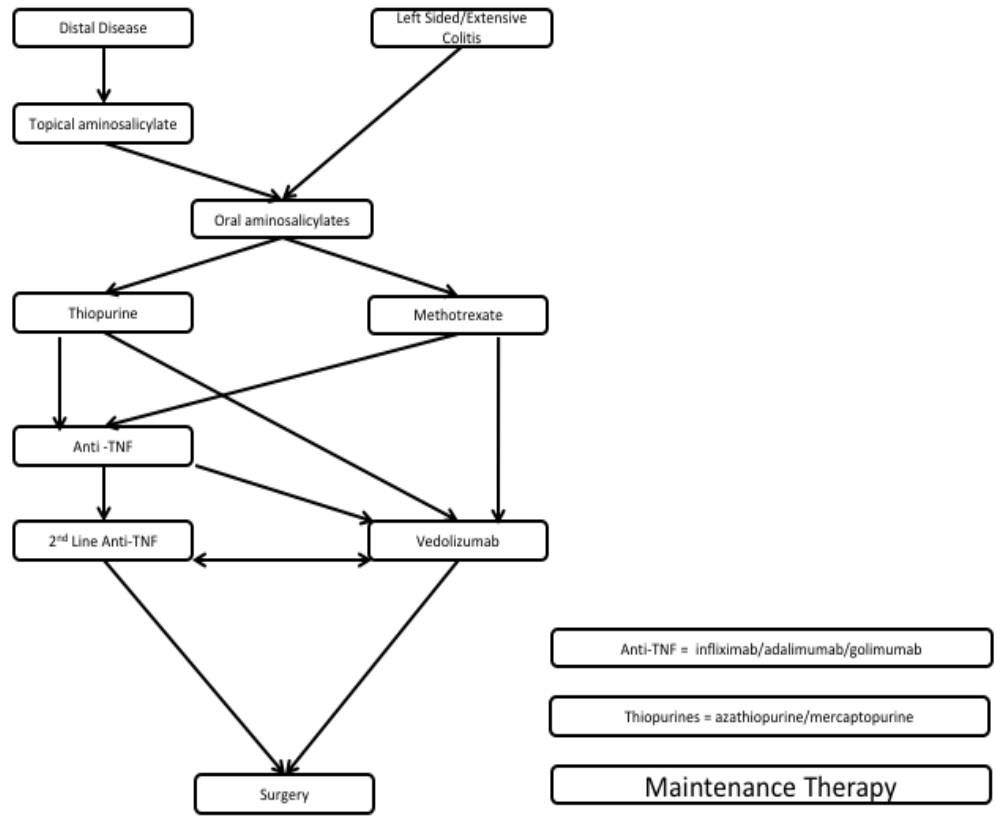 Distal Disease
Left Sided/Extensive
Colitis
Topical aminosalicylate
Oral aminosalicylates
Thiopurine
Methotrexate
Anti -TNF
2nd Line Anti-TNF
Vedolizumab
Anti-TNF = infliximab/adalimumab/golimumab
Thiopurines = azathiopurine/mercaptopurine
Maintenance Therapy
Surgery